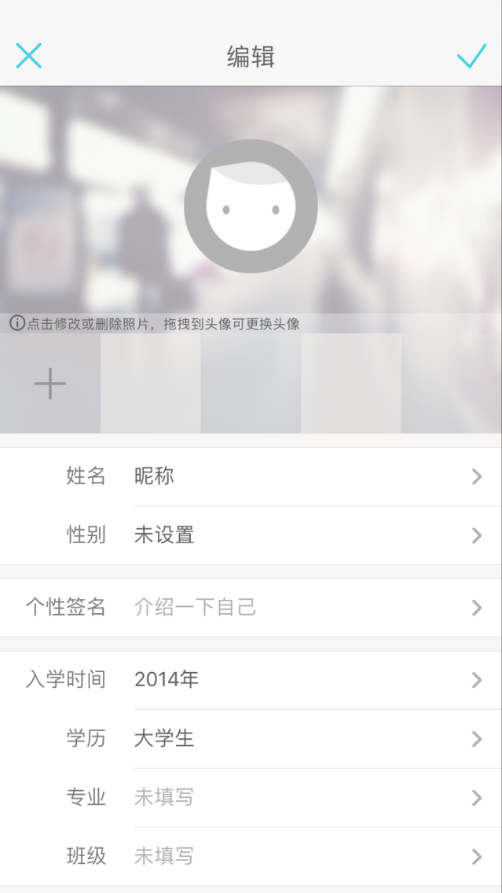 编辑
点击修改或删除照片，拖拽到头像可更换头像
姓名 昵称
性别 未设置
个性签名 介绍一下自己
入学时间 2014年
学历 大学生
专业 未填写
班级 未填写